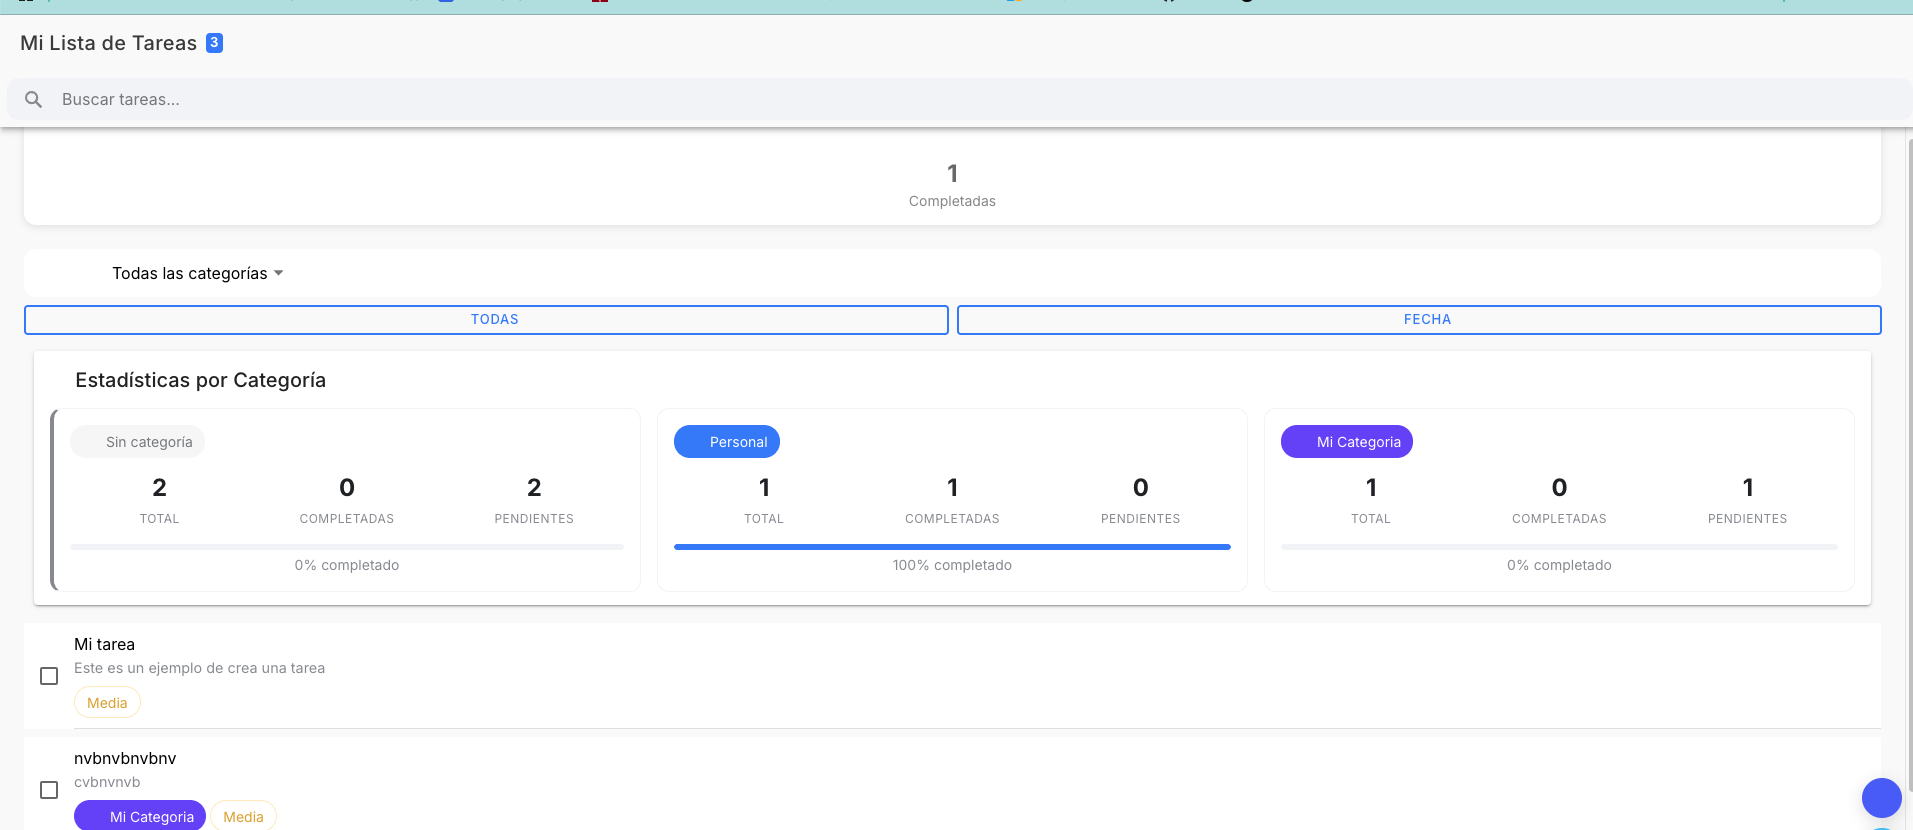 Mi Lista de Tareas 3
Buscar tareas...
1
Completadas
Todas las categorías
TODAS FECHA
Estadísticas por Categoría
Sin categoría
2 0 2
TOTAL COMPLETADAS PENDIENTES
0% completado
Personal
1 1 0
TOTAL COMPLETADAS PENDIENTES
100% completado
Mi Categoria
1 0 1
TOTAL COMPLETADAS PENDIENTES
0% completado
Mi tarea
Este es un ejemplo de crea una tarea
Media
nvbnvbnvbnv
cvbnvnvb
Mi Categoria Media